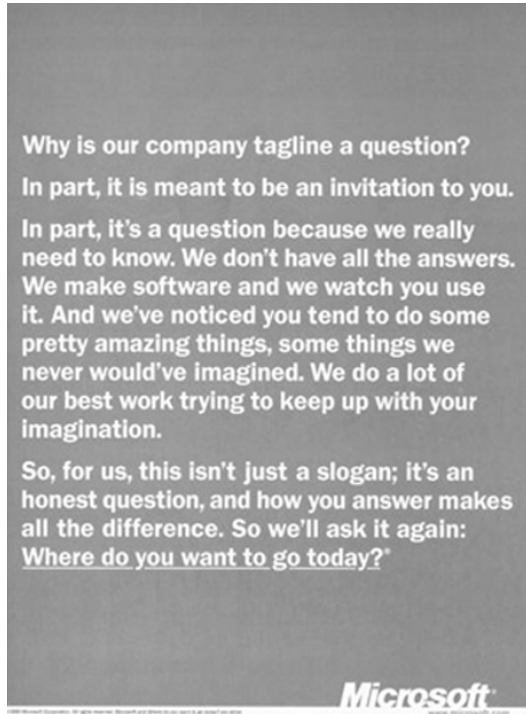 Why is our company tagline a question?
In part, it is meant to be an invitation to you.
In part, it's a question because we really
need to know. We don't have all the answers.
We make software and we watch you use
it. And we've noticed you tend to do some
pretty amazing things, some things we
never would've imagined. We do a lot of
our best work trying to keep up with your
imagination.
So, for us, this isn't just a slogan; it's an
honest question, and how you answer makes
all the difference. So we'll ask it again:
Where do you want to go today?®
Microsoft®